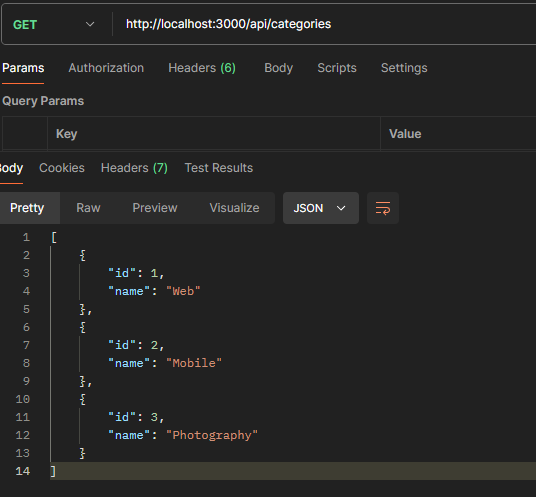 GET http://localhost:3000/api/categories
Params Authorization Headers (6) Body Scripts Settings
Query Params
Key Value
Body Cookies Headers (7) Test Results
Pretty Raw Preview Visualize JSON
1 [
2 {
3 "id": 1,
4 "name": "Web"
5 },
6 {
7 "id": 2,
8 "name": "Mobile"
9 },
10 {
11 "id": 3,
12 "name": "Photography"
13 }
14 ]